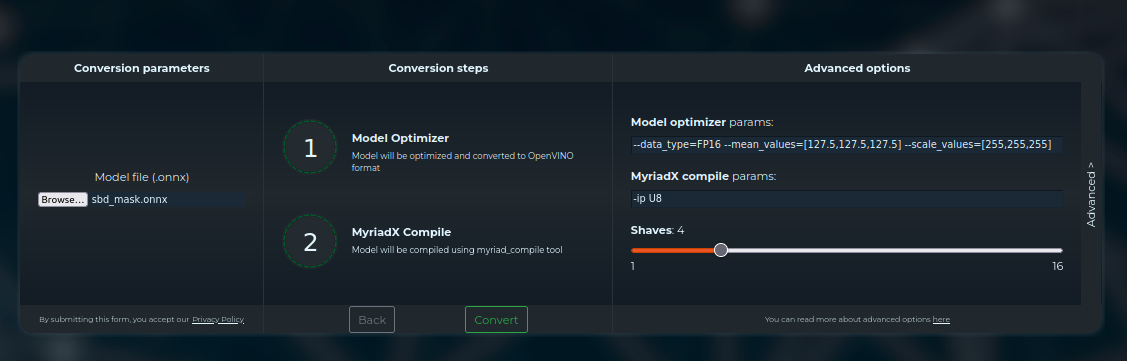 Conversion parameters
Conversion steps
Advanced options
Model file (.onnx)
Browse... sbd_mask.onnx
1
Model Optimizer
Model will be optimized and converted to OpenVINO
format
2
MyriadX Compile
Model will be compiled using myriad_compile tool
Model optimizer params:
--data_type=FP16 --mean_values=[127.5,127.5,127.5] --scale_values=[255,255,255]
MyriadX compile params:
-ip U8
Shaves: 4
1
16
Advanced >
By submitting this form, you accept our Privacy Policy
Back
Convert
You can read more about advanced options here